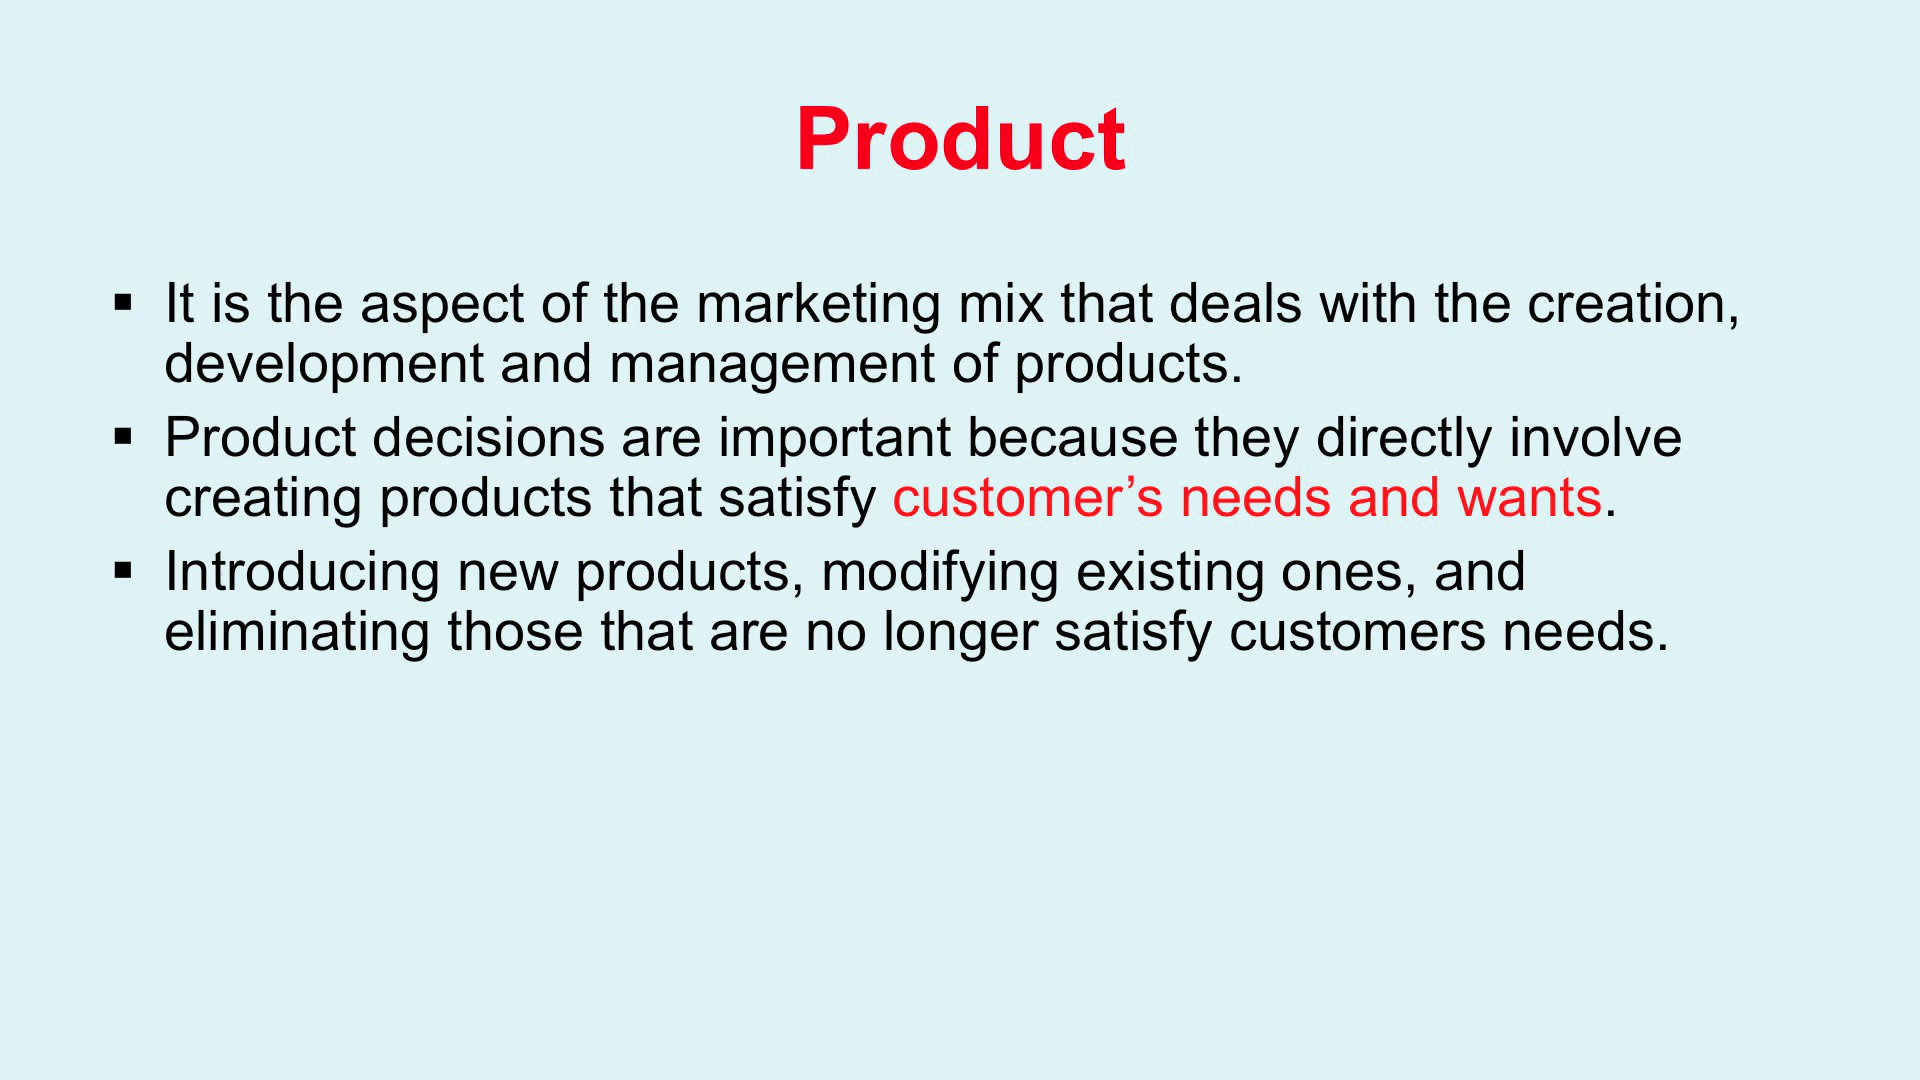 Product
▪ It is the aspect of the marketing mix that deals with the creation,
development and management of products.
▪ Product decisions are important because they directly involve
creating products that satisfy customer’s needs and wants.
▪ Introducing new products, modifying existing ones, and
eliminating those that are no longer satisfy customers needs.